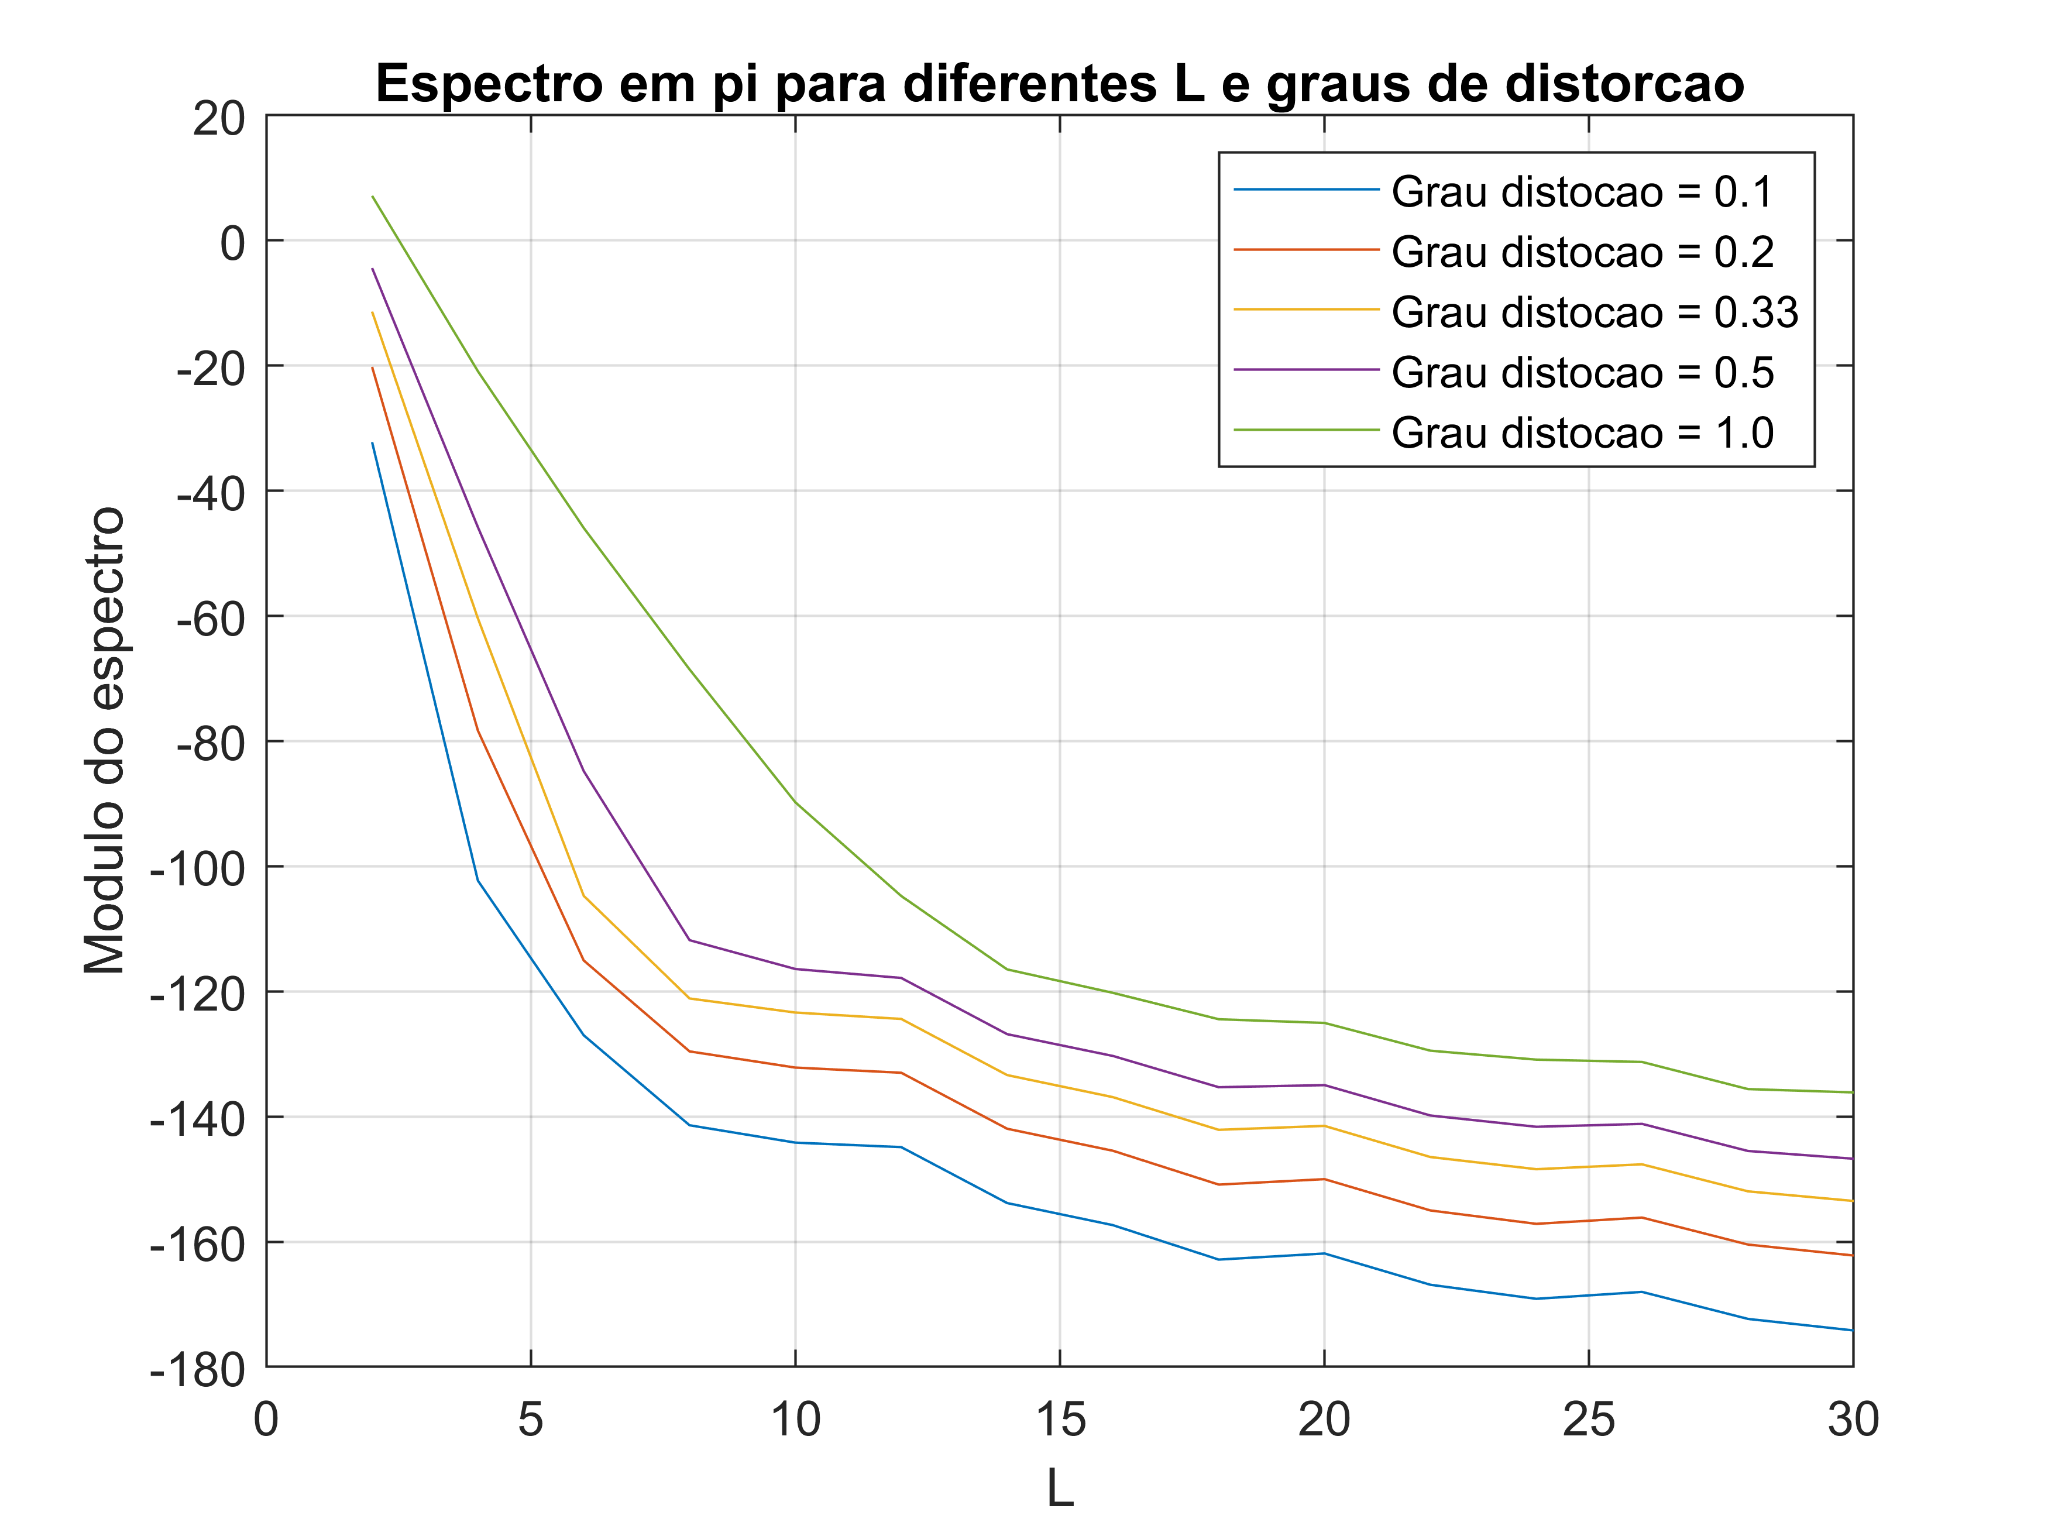 Espectro em pi para diferentes L e graus de distorcao
20
0
-20
-40
-60
-80
-100
-120
-140
-160
-180
Modulo do espectro
Grau distocao = 0.1
Grau distocao = 0.2
Grau distocao = 0.33
Grau distocao = 0.5
Grau distocao = 1.0
0 5 10 15 20 25 30
L